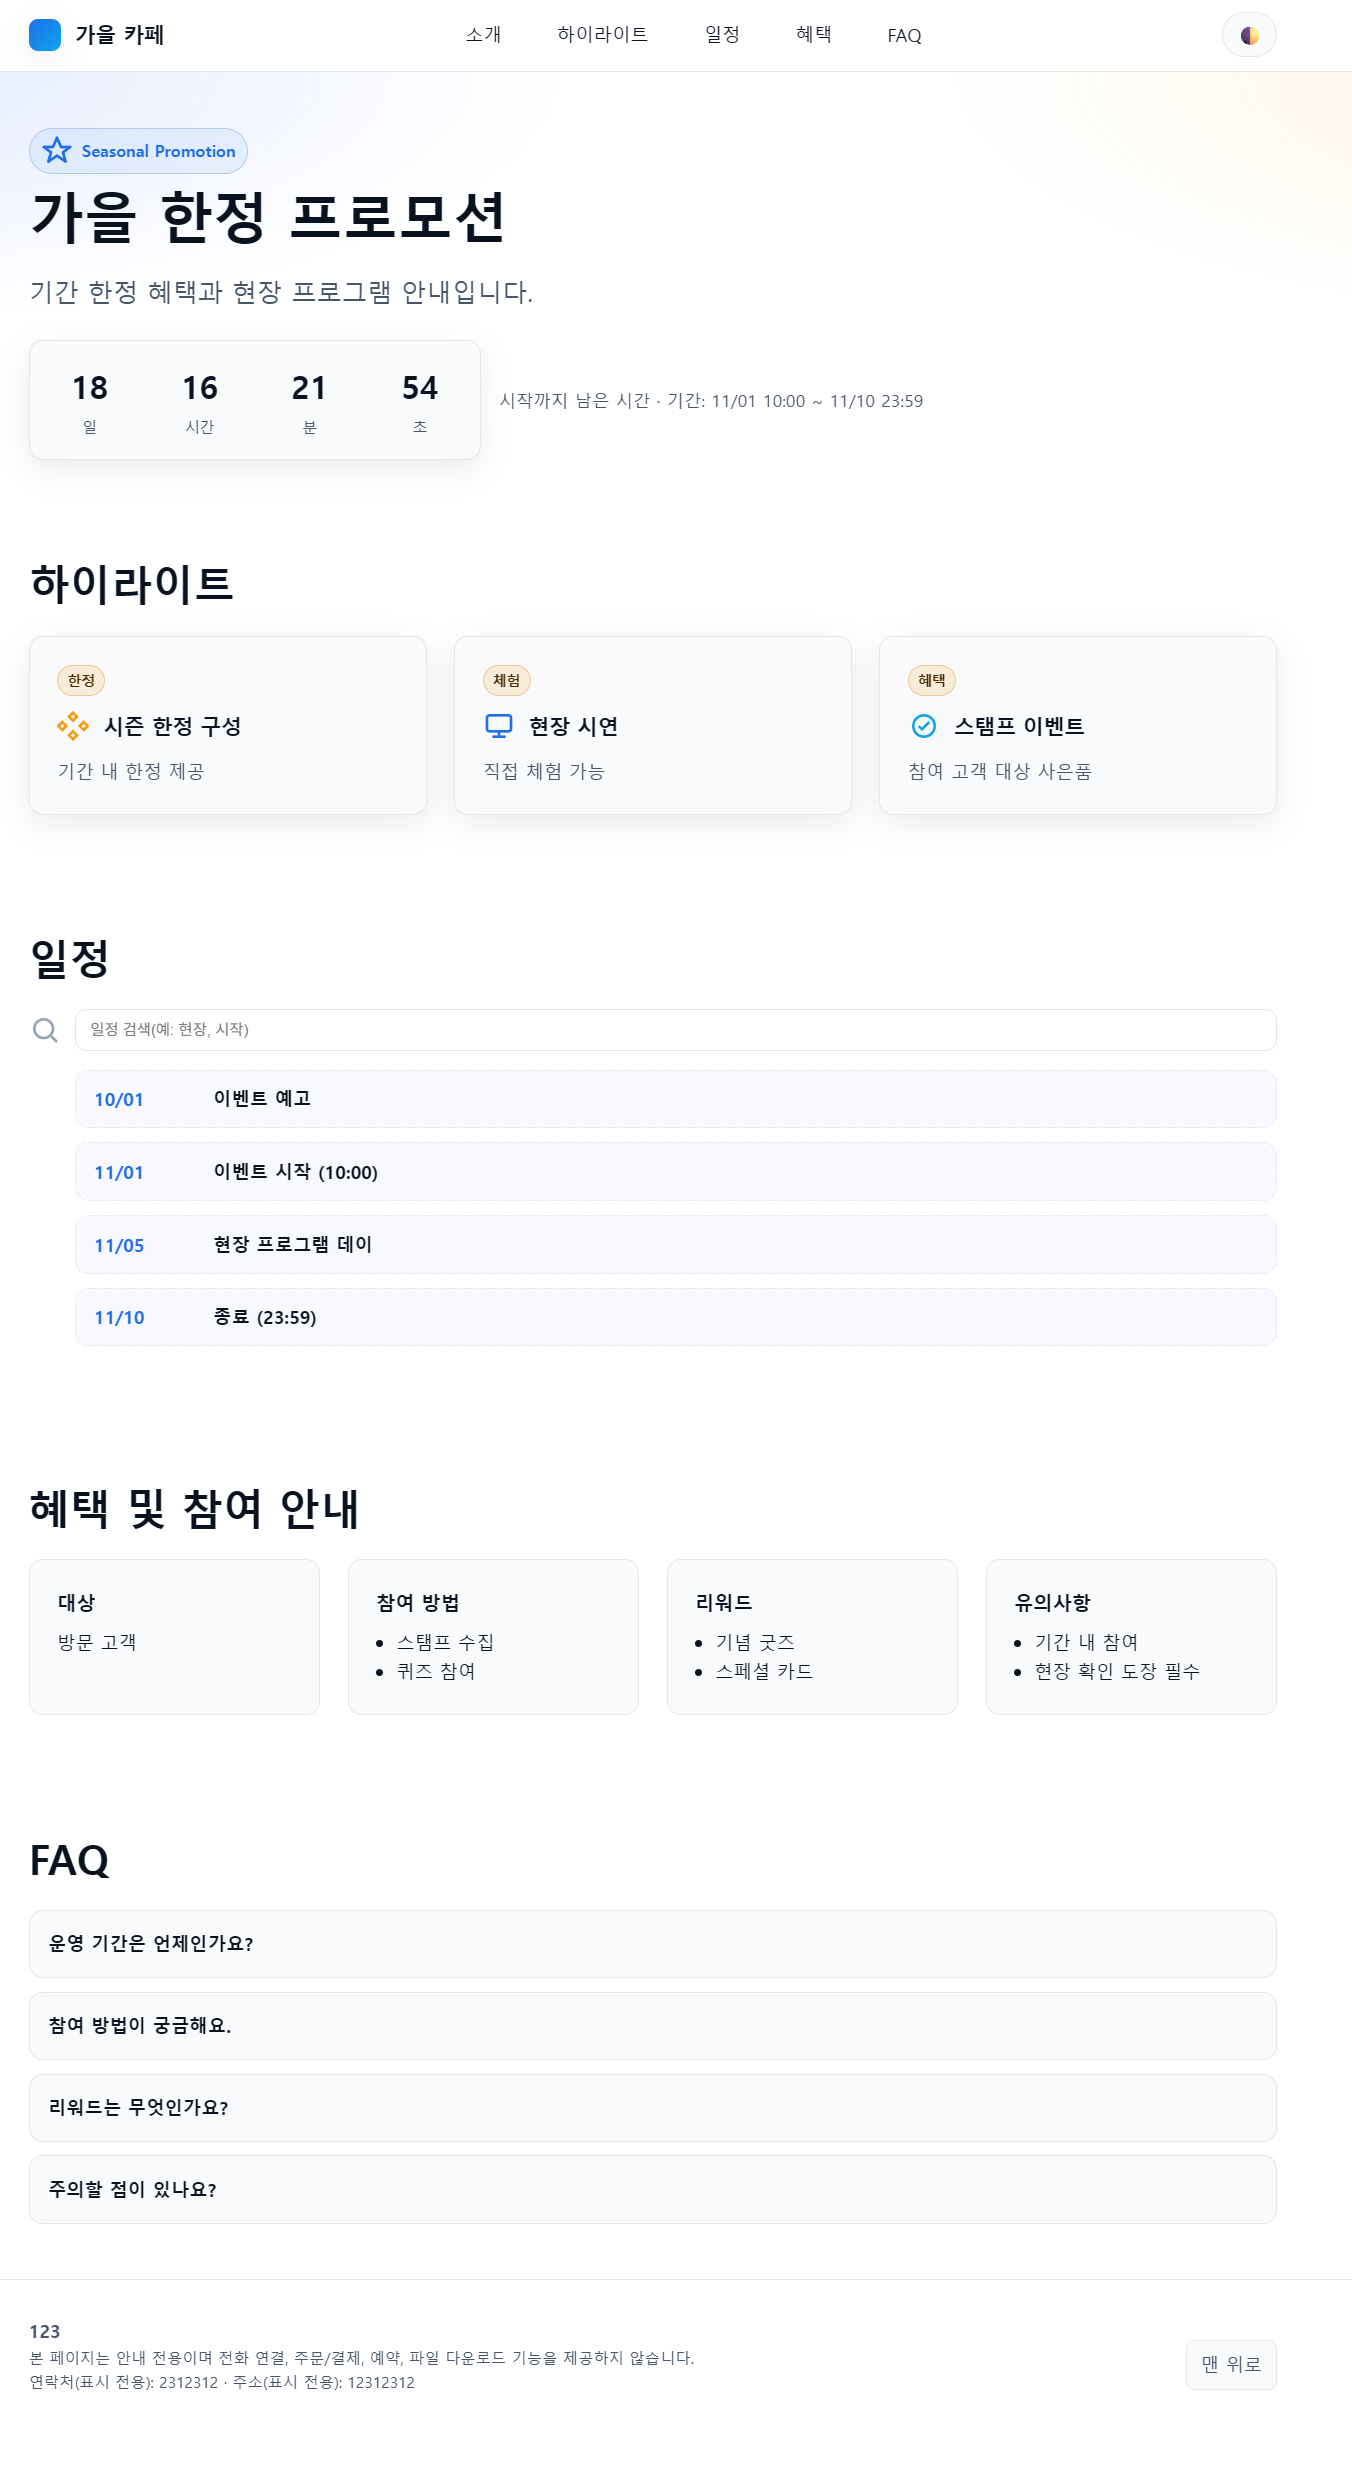 가을 카페
소개 하이라이트 일정 혜택 FAQ
Seasonal Promotion
가을 한정 프로모션
기간 한정 혜택과 현장 프로그램 안내입니다.
18 16 21 54
일 시간 분 초
시작까지 남은 시간 · 기간: 11/01 10:00 ~ 11/10 23:59
하이라이트
한정
시즌 한정 구성
기간 내 한정 제공
체험
현장 시연
직접 체험 가능
혜택
스탬프 이벤트
참여 고객 대상 사은품
일정
일정 검색(예: 현장, 시작)
10/01 이벤트 예고
11/01 이벤트 시작 (10:00)
11/05 현장 프로그램 데이
11/10 종료 (23:59)
혜택 및 참여 안내
대상
방문 고객
참여 방법
• 스탬프 수집
• 퀴즈 참여
리워드
• 기념 굿즈
• 스페셜 카드
유의사항
• 기간 내 참여
• 현장 확인 도장 필수
FAQ
운영 기간은 언제인가요?
참여 방법이 궁금해요.
리워드는 무엇인가요?
주의할 점이 있나요?
123
본 페이지는 안내 전용이며 전화 연결, 주문/결제, 예약, 파일 다운로드 기능을 제공하지 않습니다.
연락처(표시 전용): 2312312 · 주소(표시 전용): 12312312
맨 위로